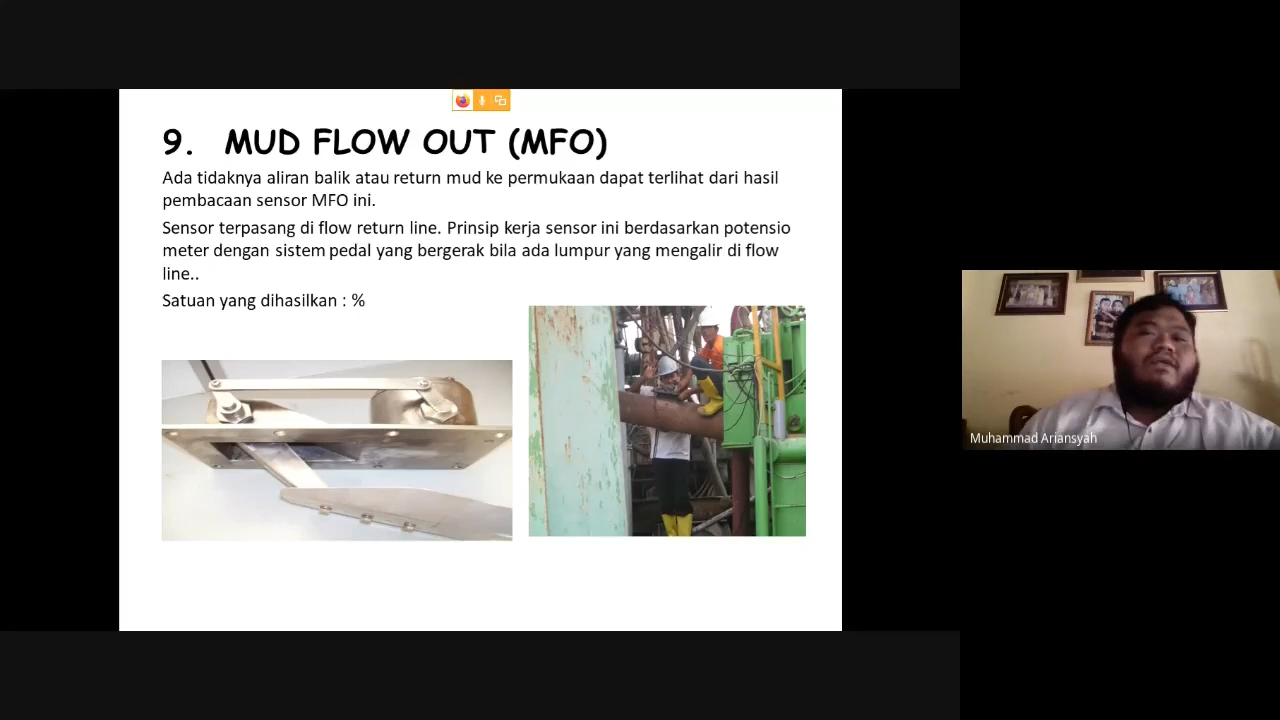 9. MUD FLOW OUT (MFO)
Ada tidaknya aliran balik atau return mud ke permukaan dapat terlihat dari hasil
pembacaan sensor MFO ini.
Sensor terpasang di flow return line. Prinsip kerja sensor ini berdasarkan potensio
meter dengan sistem pedal yang bergerak bila ada lumpur yang mengalir di flow
line..
Satuan yang dihasilkan : %
Muhammad Ariansyah